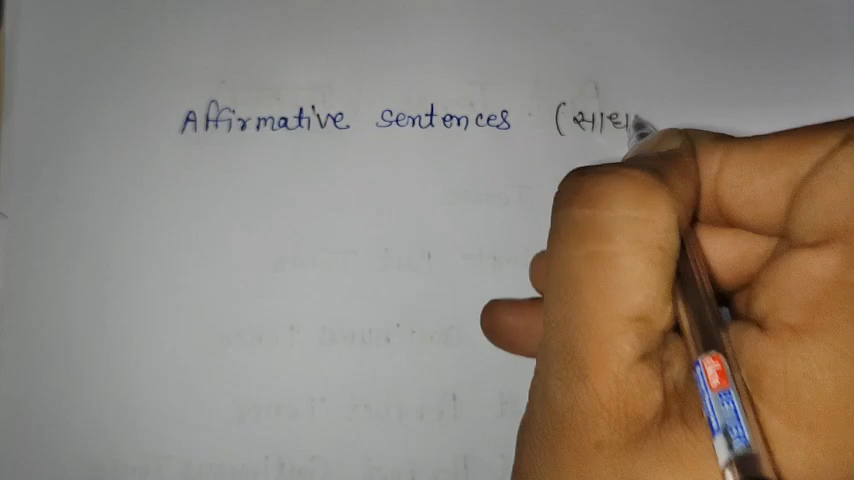 Affirmative sentences (साधा